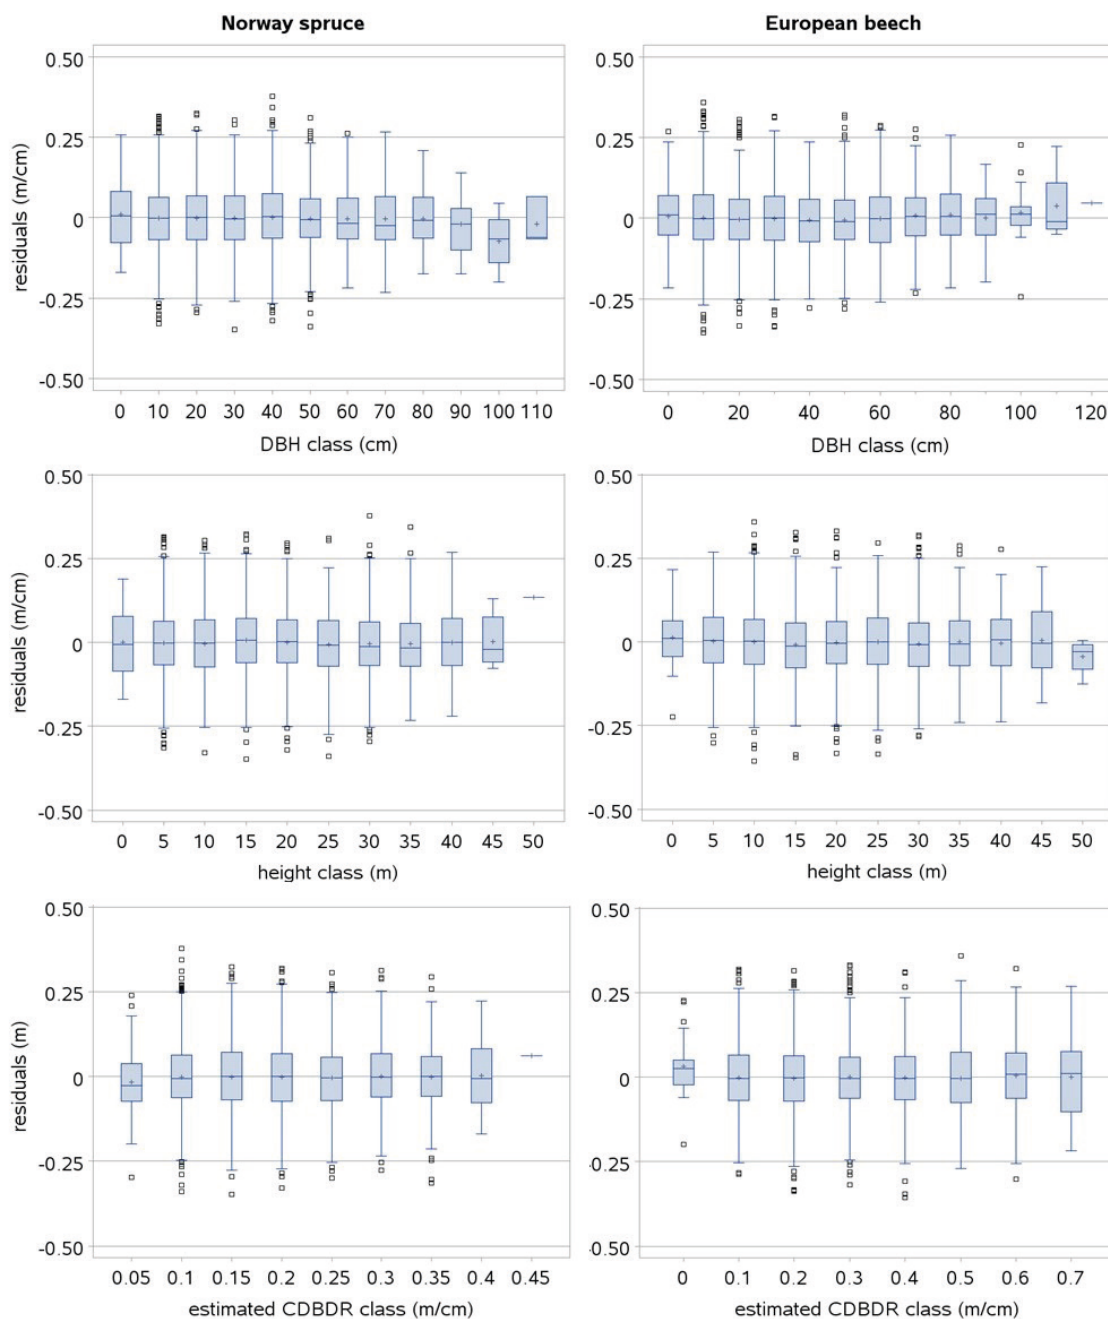 Norway spruce European beech
0.50 0.50
0.25 0.25
0 0
-0.25 -0.25
-0.50 -0.50
residuals (m/cm)
0 10 20 30 40 50 60 70 80 90 100 110 0 20 40 60 80 100 120
DBH class (cm) DBH class (cm)
0.50 0.50
0.25 0.25
0 0
-0.25 -0.25
-0.50 -0.50
residuals (m/cm)
0 5 10 15 20 25 30 35 40 45 50 0 5 10 15 20 25 30 35 40 45 50
height class (m) height class (m)
0.50 0.50
0.25 0.25
0 0
-0.25 -0.25
-0.50 -0.50
residuals (m)
0.05 0.1 0.15 0.2 0.25 0.3 0.35 0.4 0.45 0 0.1 0.2 0.3 0.4 0.5 0.6 0.7
estimated CDBDR class (m/cm) estimated CDBDR class (m/cm)